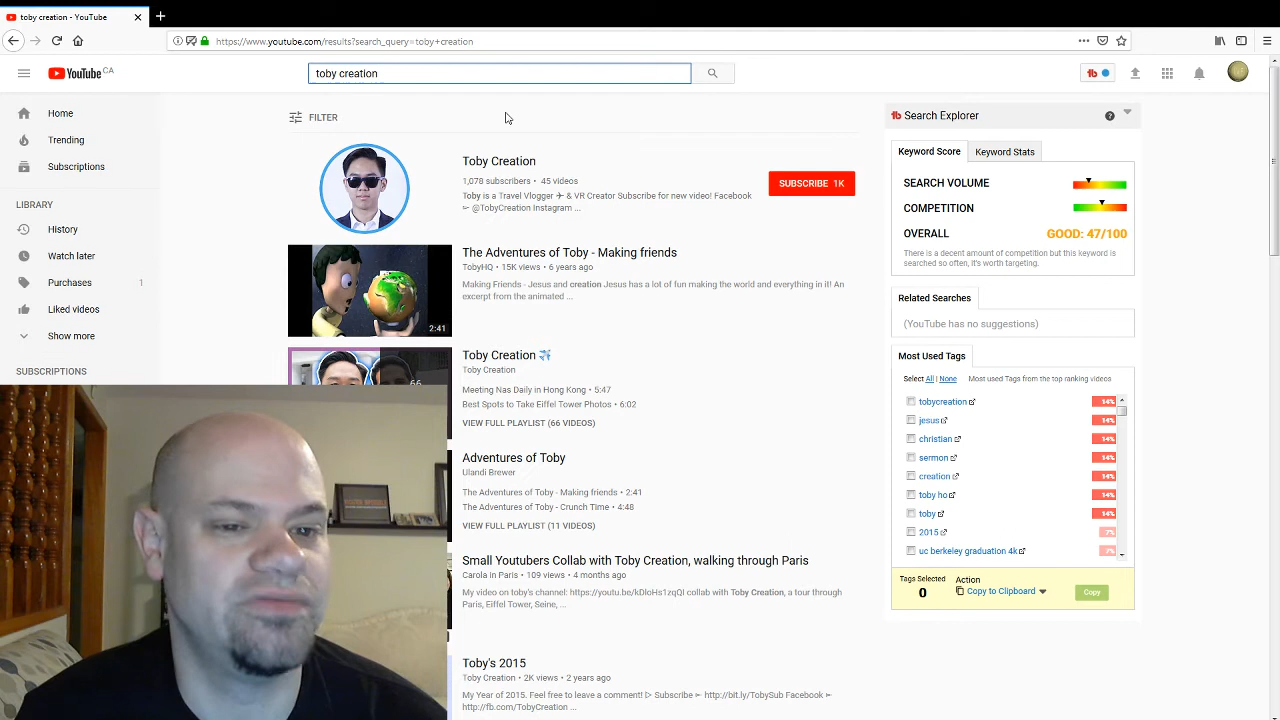 toby creation - YouTube
https://www.youtube.com/results?search_query=toby+creation
YouTube CA
toby creation
tb
Home
Trending
Subscriptions
LIBRARY
History
Watch later
Purchases 1
Liked videos
Show more
SUBSCRIPTIONS
FILTER
Toby Creation
1,078 subscribers • 45 videos
Toby is a Travel Vlogger ✈ & VR Creator Subscribe for new video! Facebook
➳ @TobyCreation Instagram ...
SUBSCRIBE 1K
The Adventures of Toby - Making friends
TobyHQ • 15K views • 6 years ago
Making Friends - Jesus and creation Jesus has a lot of fun making the world and everything in it! An
excerpt from the animated ...
2:41
Toby Creation ✈
Toby Creation
Meeting Nas Daily in Hong Kong • 5:47
Best Spots to Take Eiffel Tower Photos • 6:02
VIEW FULL PLAYLIST (66 VIDEOS)
66
Adventures of Toby
Ulandi Brewer
The Adventures of Toby - Making friends • 2:41
The Adventures of Toby - Crunch Time • 4:48
VIEW FULL PLAYLIST (11 VIDEOS)
Small Youtubers Collab with Toby Creation, walking through Paris
Carola in Paris • 109 views • 4 months ago
My video on toby's channel: https://youtu.be/kDloHs1zqQI collab with Toby Creation, a tour through
Paris, Eiffel Tower, Seine, ...
Toby's 2015
Toby Creation • 2K views • 2 years ago
My Year of 2015. Feel free to leave a comment! ▷ Subscribe ➳ http://bit.ly/TobySub Facebook ➳
http://fb.com/TobyCreation ...
tb Search Explorer
Keyword Score Keyword Stats
SEARCH VOLUME
COMPETITION
OVERALL GOOD: 47/100
There is a decent amount of competition but this keyword is
searched so often, it's worth targeting.
Related Searches
(YouTube has no suggestions)
Most Used Tags
Select All | None Most used Tags from the top ranking videos
tobycreation 14%
jesus 14%
christian 14%
sermon 14%
creation 14%
toby ho 14%
toby 14%
2015 7%
uc berkeley graduation 4k 7%
Tags Selected
0
Action
Copy to Clipboard
Copy